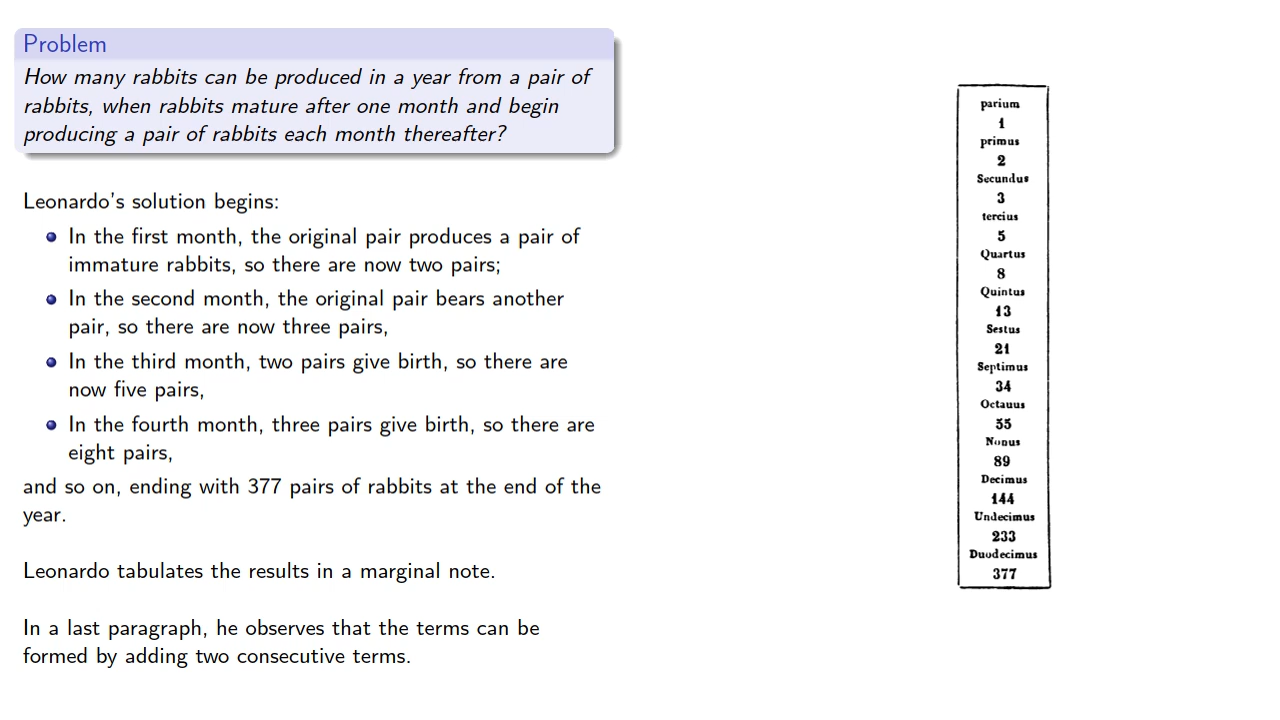 Problem
How many rabbits can be produced in a year from a pair of
rabbits, when rabbits mature after one month and begin
producing a pair of rabbits each month thereafter?
Leonardo's solution begins:
In the first month, the original pair produces a pair of
immature rabbits, so there are now two pairs;
In the second month, the original pair bears another
pair, so there are now three pairs,
In the third month, two pairs give birth, so there are
now five pairs,
In the fourth month, three pairs give birth, so there are
eight pairs,
and so on, ending with 377 pairs of rabbits at the end of the
year.
Leonardo tabulates the results in a marginal note.
In a last paragraph, he observes that the terms can be
formed by adding two consecutive terms.
parium
1
primus
2
Secundus
3
tercius
5
Quartus
8
Quintus
13
Sestus
21
Septimus
34
Octauus
55
Nonus
89
Decimus
144
Undecimus
233
Duodecimus
377